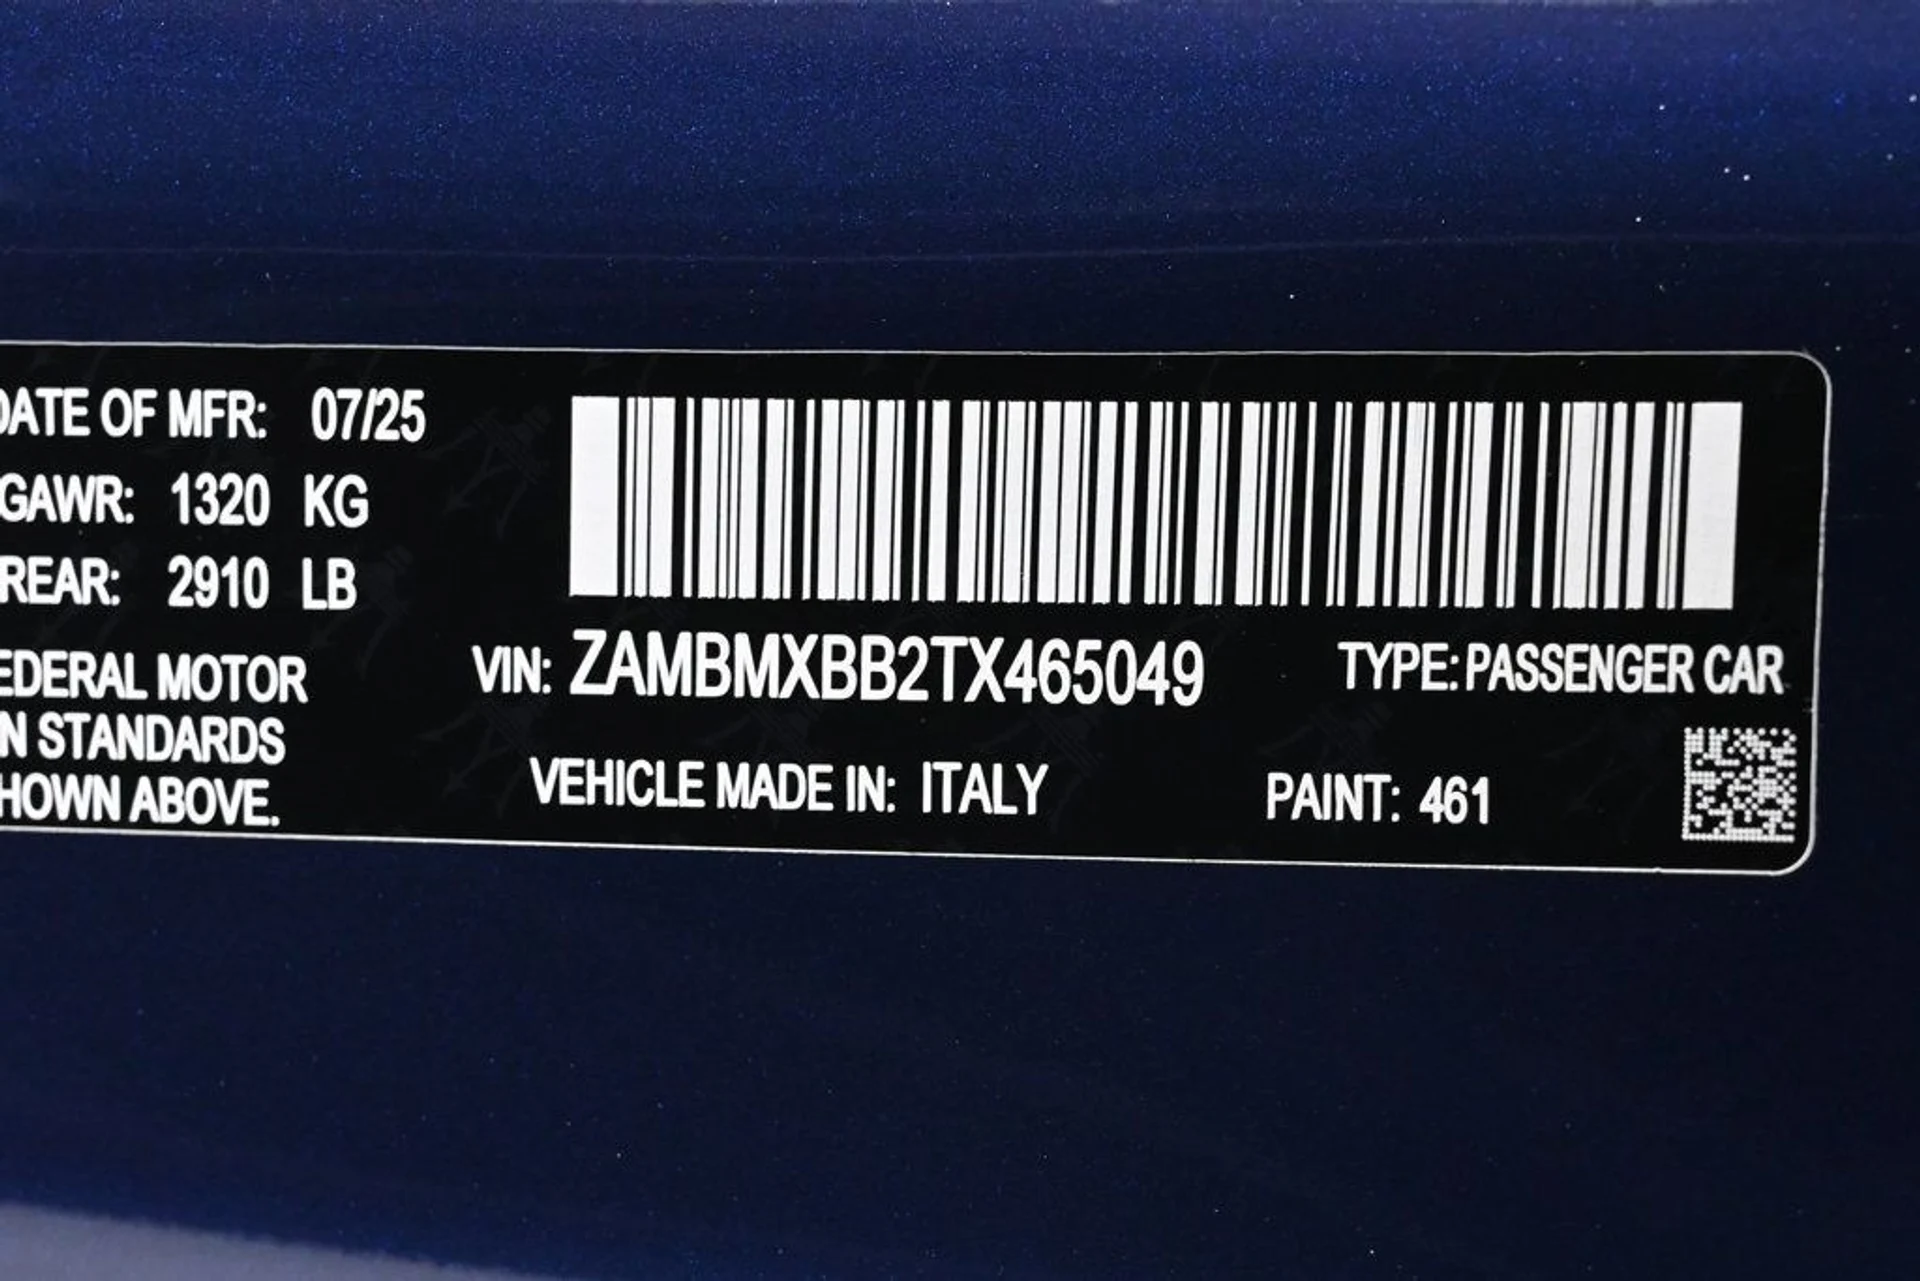 DATE OF MFR: 07/25
GAWR: 1320 KG
REAR: 2910 LB
EDERAL MOTOR
N STANDARDS
HOWN ABOVE.
VIN: ZAMBMXBB2TX465049 TYPE: PASSENGER CAR
VEHICLE MADE IN: ITALY PAINT: 461